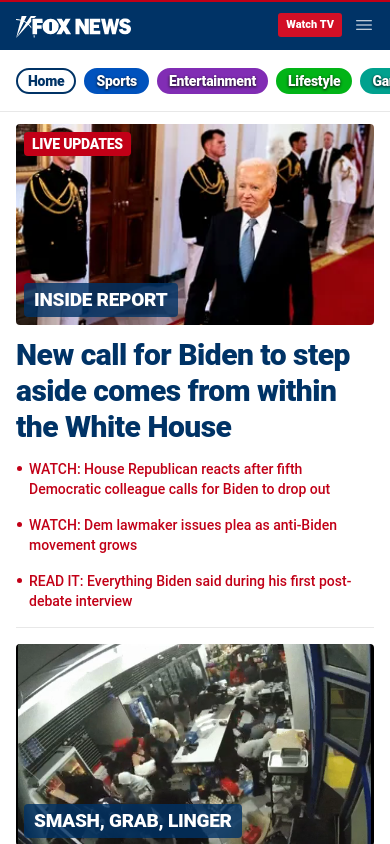 FOX NEWS
Watch TV
Home
Sports
Entertainment
Lifestyle
LIVE UPDATES
INSIDE REPORT
New call for Biden to step
aside comes from within
the White House
WATCH: House Republican reacts after fifth
Democratic colleague calls for Biden to drop out
WATCH: Dem lawmaker issues plea as anti-Biden
movement grows
READ IT: Everything Biden said during his first post-
debate interview
SMASH, GRAB, LINGER